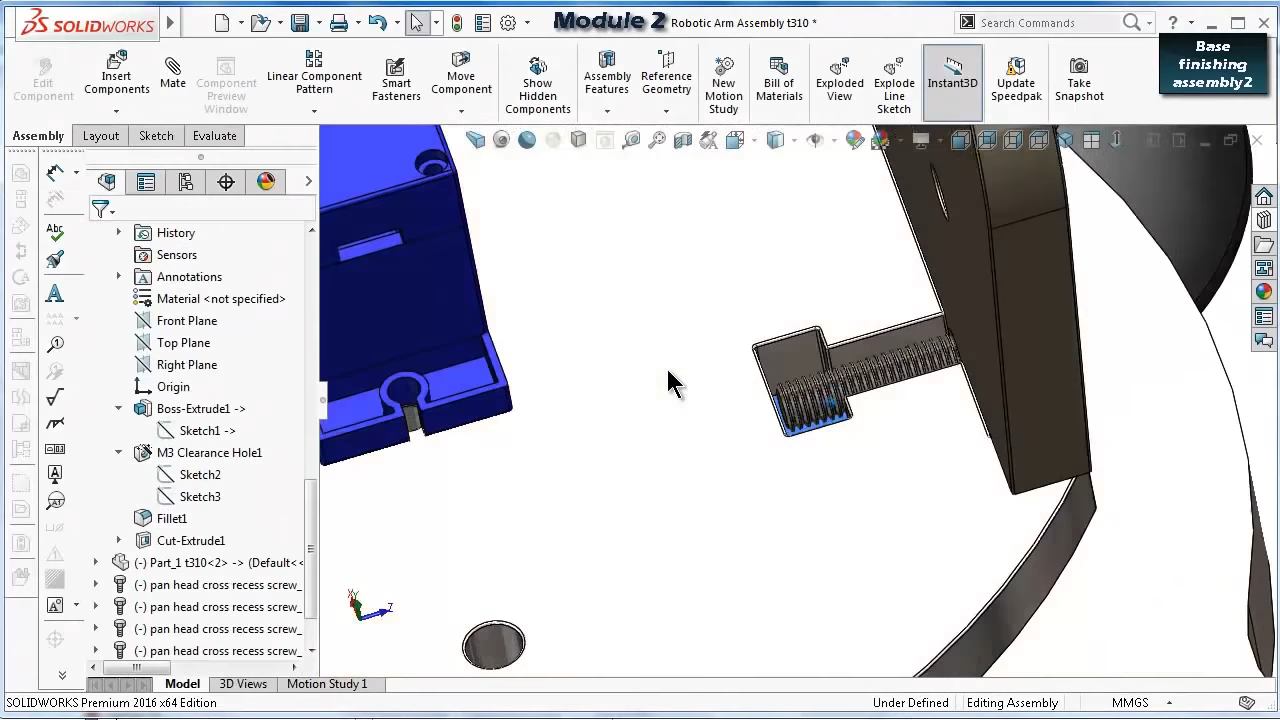 SOLIDWORKS
Module 2
Robotic Arm Assembly t310 *
Search Commands
?
Base
finishing
assembly2
Edit
Component
Insert
Components
Mate
Component
Preview
Window
Linear Component
Pattern
Smart
Fasteners
Move
Component
Show
Hidden
Components
Assembly
Features
Reference
Geometry
New
Motion
Study
Bill of
Materials
Exploded
View
Explode
Line
Sketch
Instant3D
Update
Speedpak
Take
Snapshot
Assembly
Layout
Sketch
Evaluate
History
Sensors
Annotations
Material <not specified>
Front Plane
Top Plane
Right Plane
Origin
Boss-Extrude1 ->
Sketch1 ->
M3 Clearance Hole1
Sketch2
Sketch3
Fillet1
Cut-Extrude1
(-) Part_1 t310<2> -> (Default<<
(-) pan head cross recess screw_
(-) pan head cross recess screw_
(-) pan head cross recess screw_
(-) pan head cross recess screw_
Y
Z
Model
3D Views
Motion Study 1
SOLIDWORKS Premium 2016 x64 Edition
Under Defined
Editing Assembly
MMGS